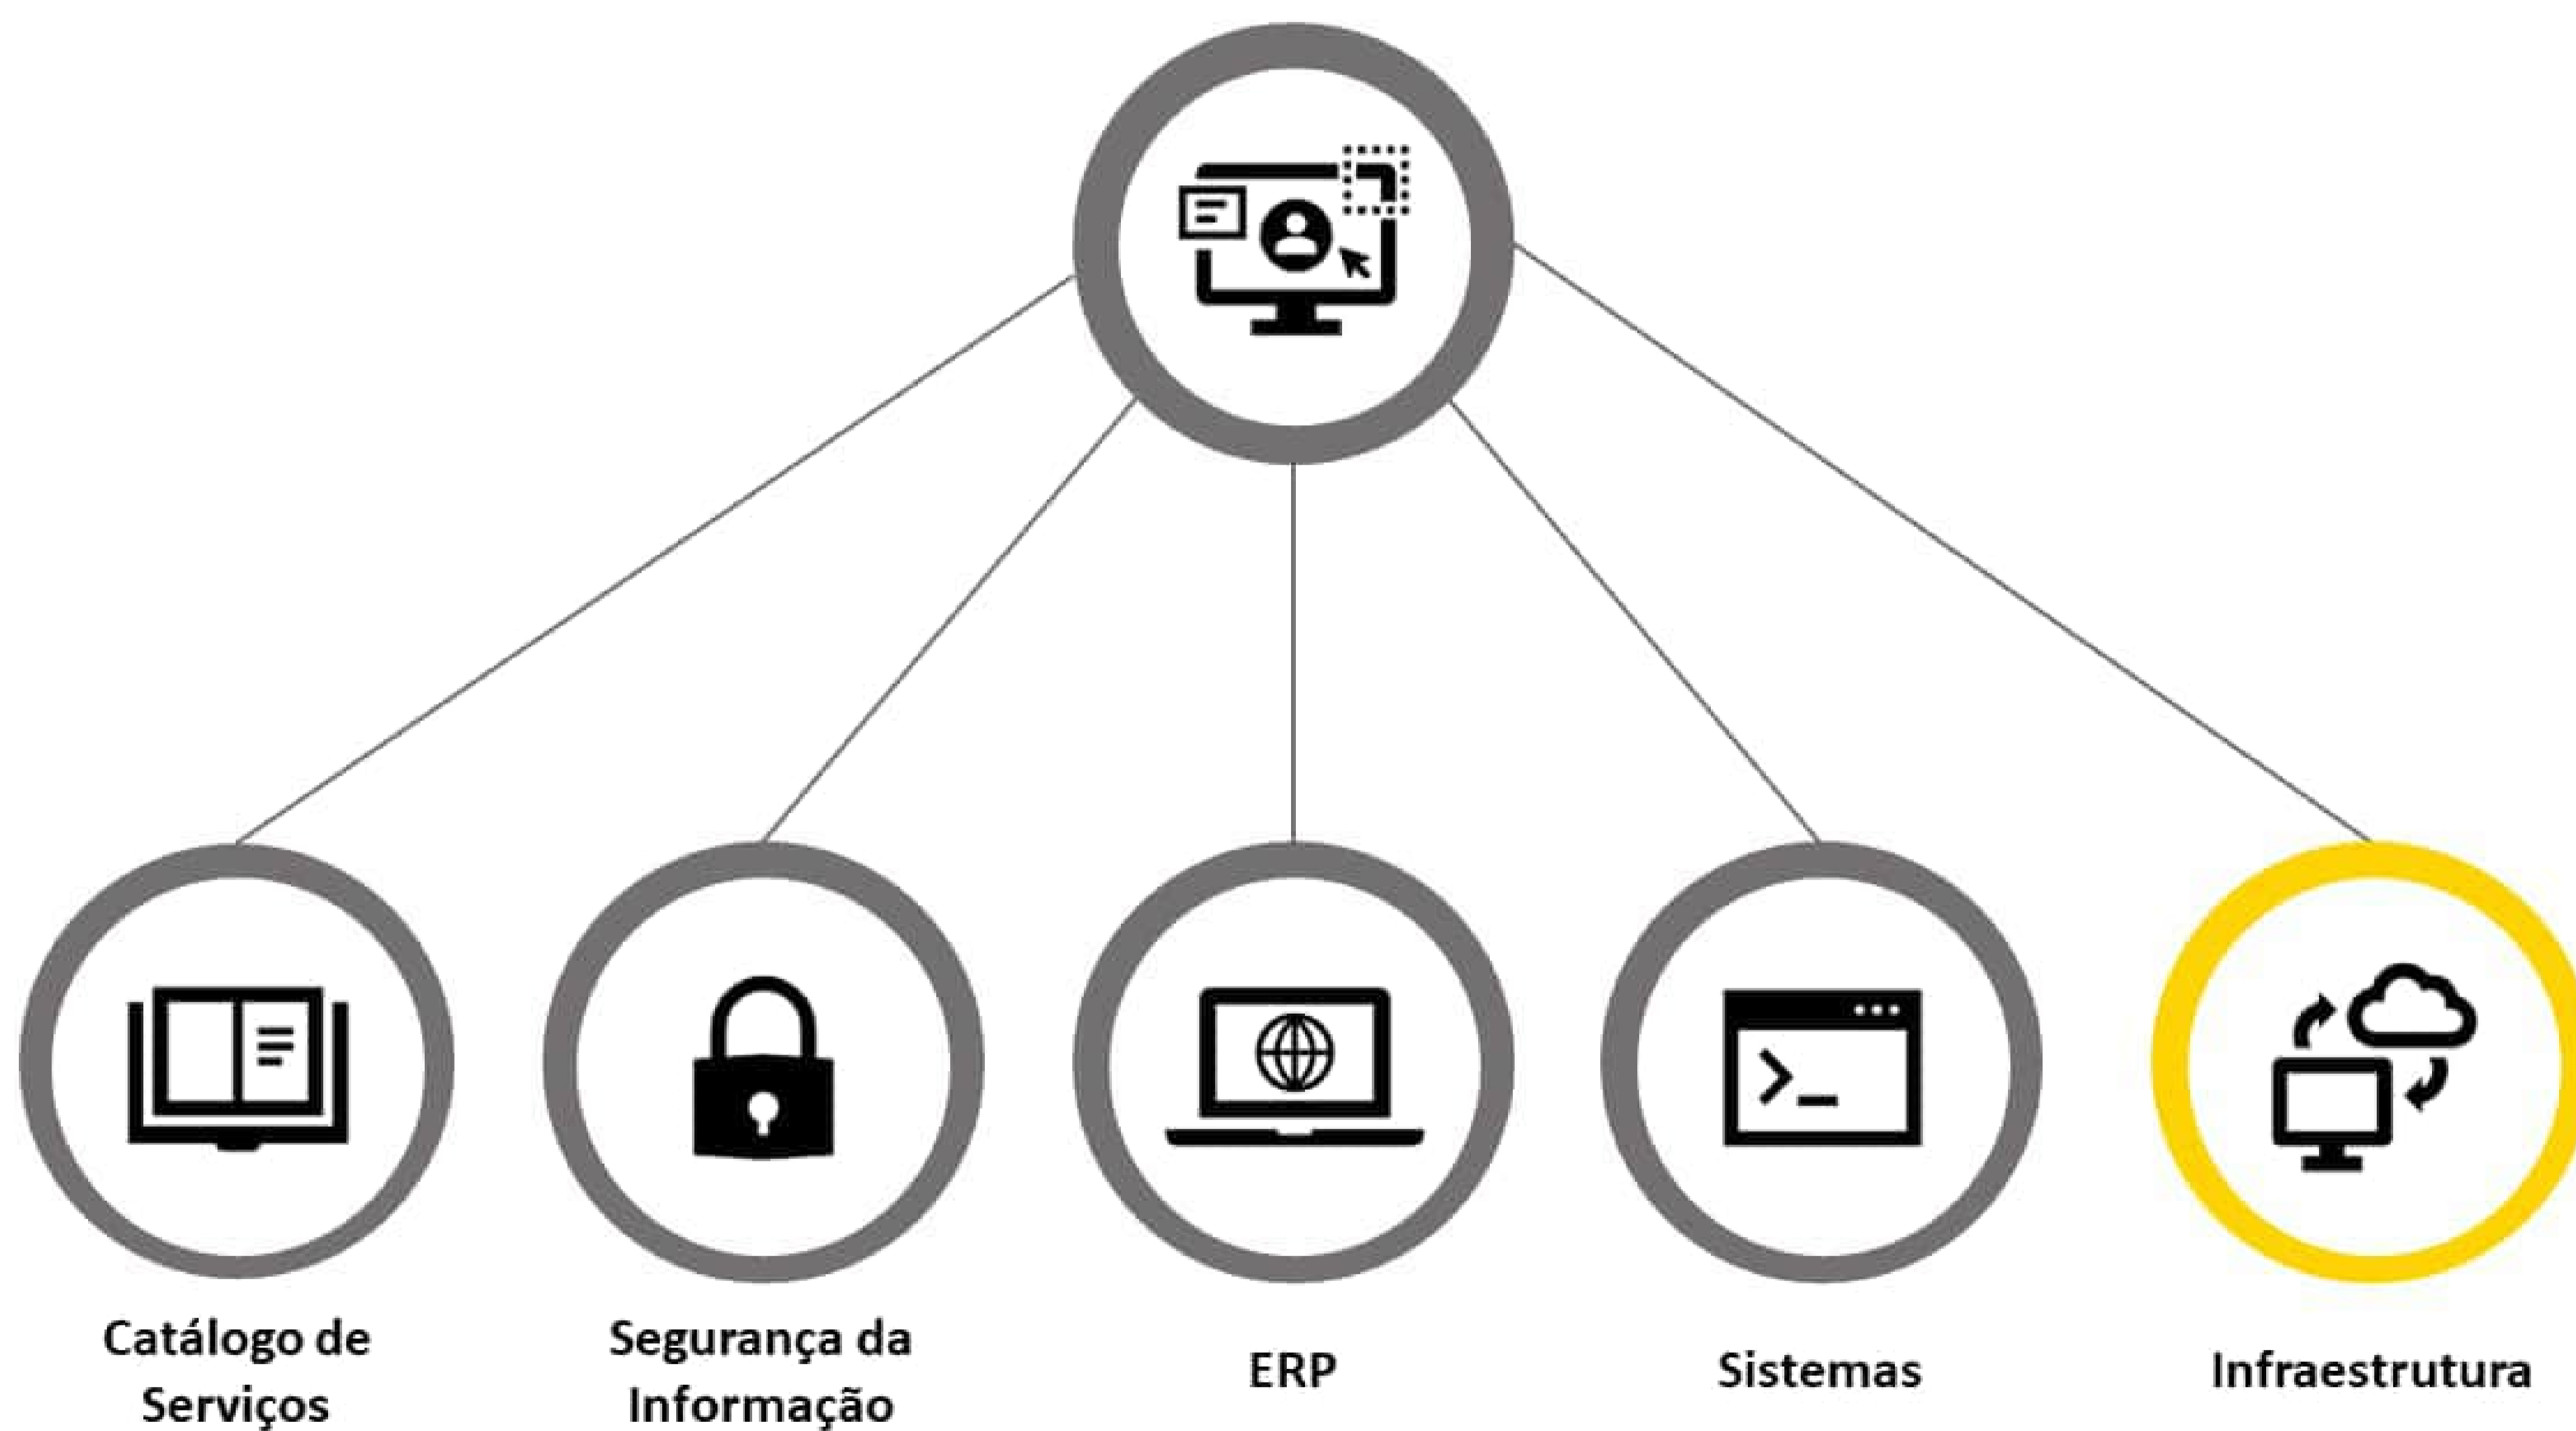 Catálogo de
Serviços
Segurança da
Informação
ERP
Sistemas
Infraestrutura